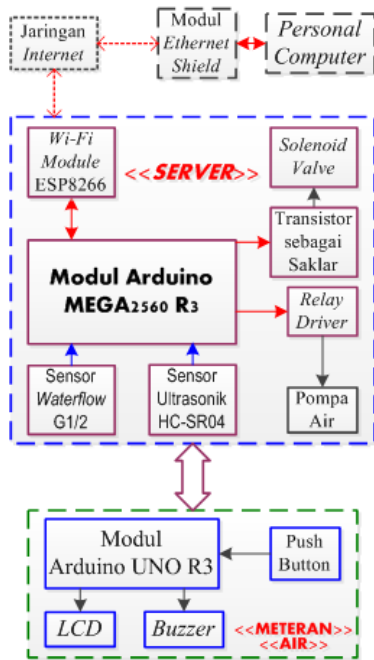 Jaringan
Internet
Modul
Ethernet
Shield
Personal
Computer
Wi-Fi
Module
ESP8266
<<SERVER>>
Solenoid
Valve
Transistor
sebagai
Saklar
Modul Arduino
MEGA2560 R3
Relay
Driver
Sensor
Waterflow
G1/2
Sensor
Ultrasonik
HC-SR04
Pompa
Air
Modul
Arduino UNO R3
Push
Button
LCD
Buzzer
<<METERAN>>
<<AIR>>